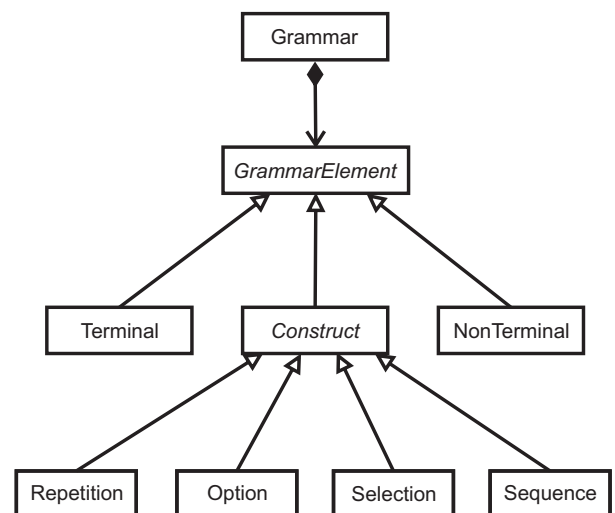 Grammar
GrammarElement
Terminal
Construct
NonTerminal
Repetition
Option
Selection
Sequence